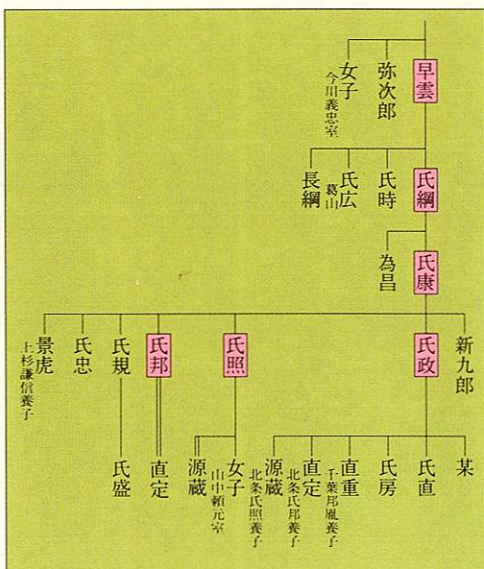 早雲
弥次郎
女子
今川義忠室
氏綱
氏時
氏広
葛山
長綱
氏康
為昌
新九郎
氏政
氏照
氏邦
氏規
氏忠
景虎
上杉謙信養子
某
氏直
氏房
直重
千葉邦胤養子
直定
北条氏邦養子
源蔵
北条氏照養子
女子
山中頼元室
源蔵
直定
氏盛